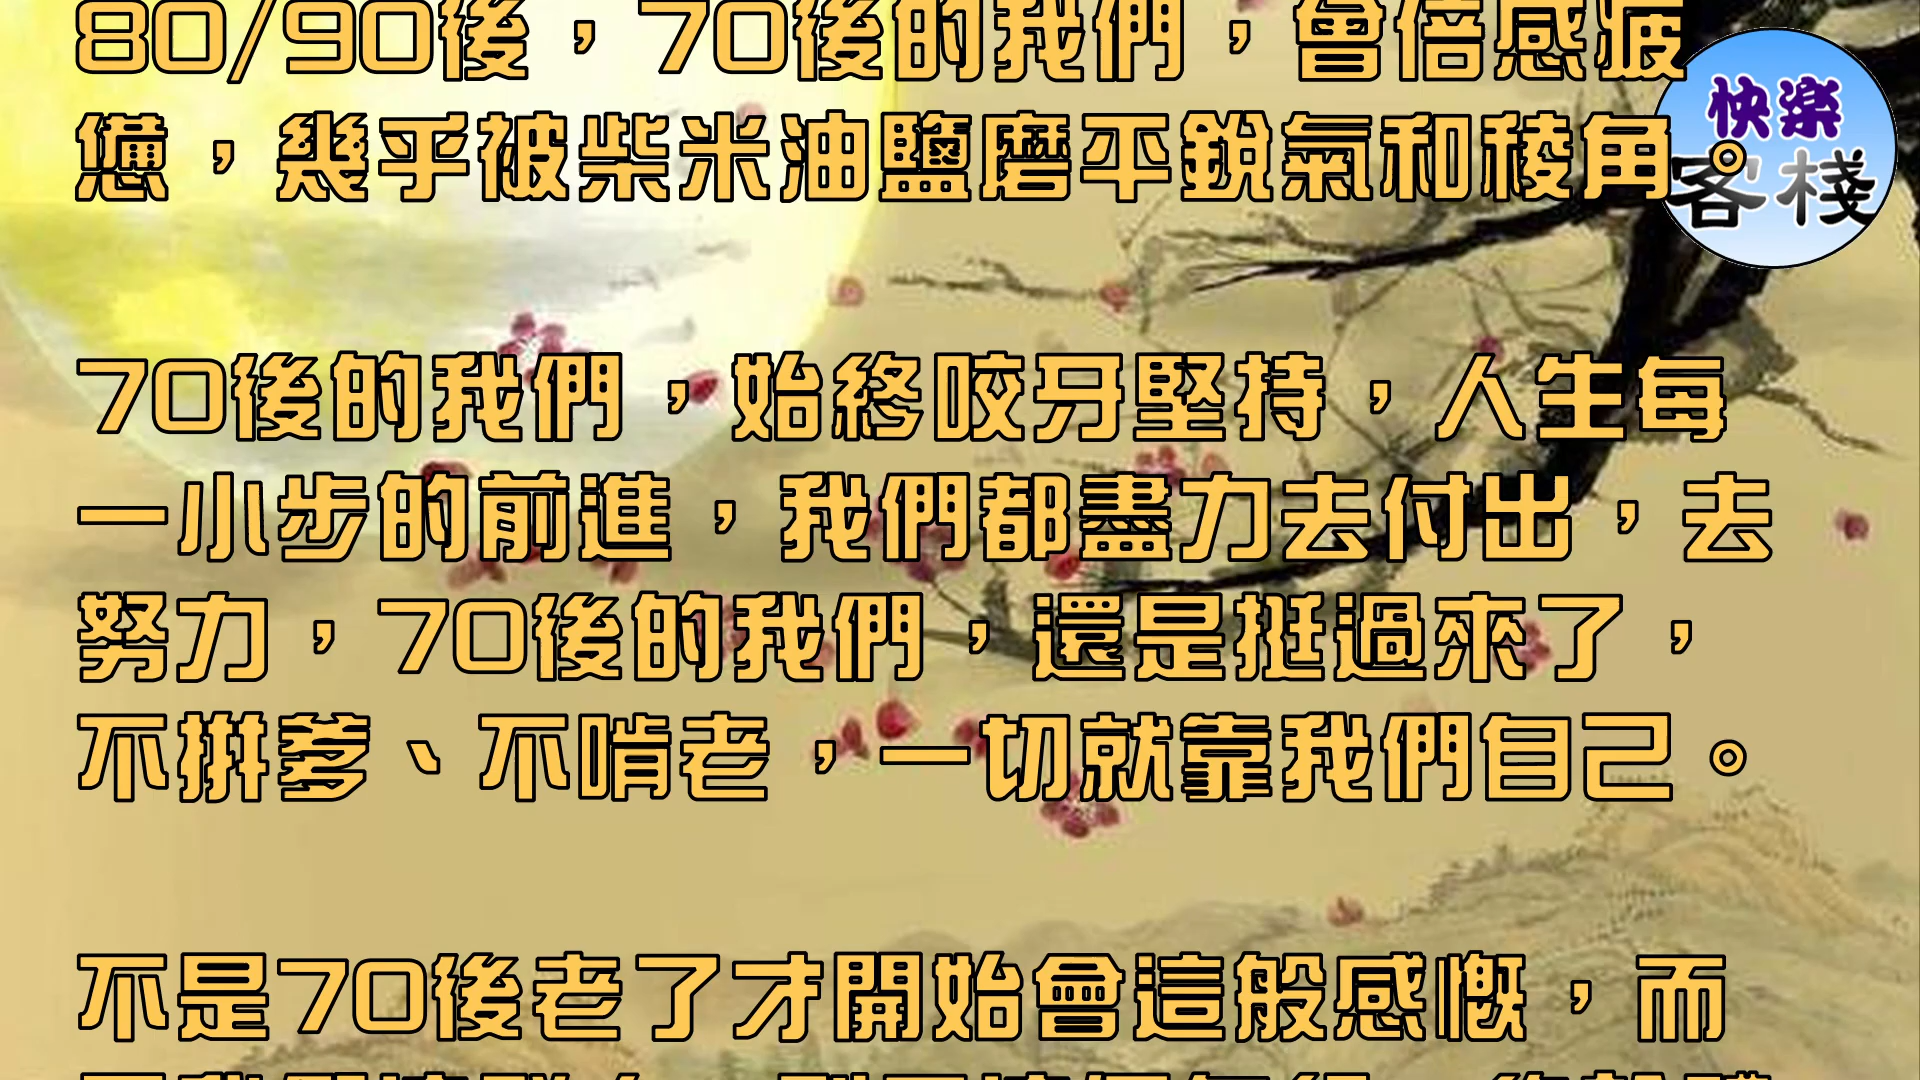 80/90後，70後的我們，會倍感疲
憊，幾乎被柴米油鹽磨平銳氣和稜角。
快樂
客棧
70後的我們，始終咬牙堅持，人生每
一小步的前進，我們都盡力去付出，去
努力，70後的我們，還是挺過來了，
不拚爹、不啃老，一切就靠我們自己。
不是70後老了才開始會這般感慨，而